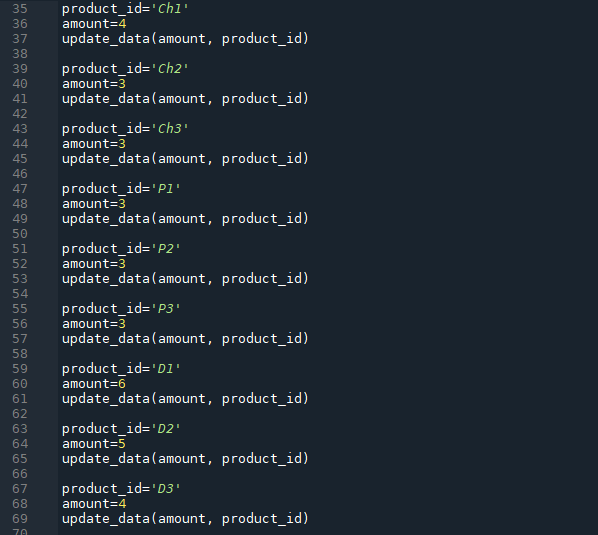 35 product_id='Ch1'
36 amount=4
37 update_data(amount, product_id)
38
39 product_id='Ch2'
40 amount=3
41 update_data(amount, product_id)
42
43 product_id='Ch3'
44 amount=3
45 update_data(amount, product_id)
46
47 product_id='P1'
48 amount=3
49 update_data(amount, product_id)
50
51 product_id='P2'
52 amount=3
53 update_data(amount, product_id)
54
55 product_id='P3'
56 amount=3
57 update_data(amount, product_id)
58
59 product_id='D1'
60 amount=6
61 update_data(amount, product_id)
62
63 product_id='D2'
64 amount=5
65 update_data(amount, product_id)
66
67 product_id='D3'
68 amount=4
69 update_data(amount, product_id)
70